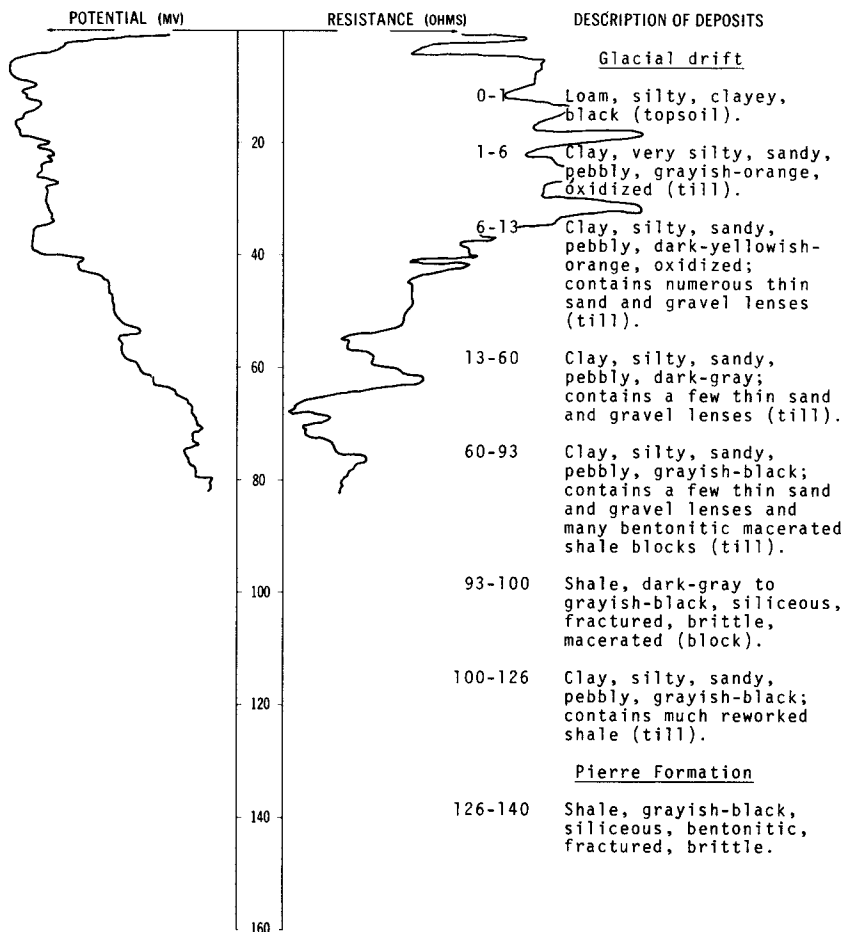 POTENTIAL (MV) RESISTANCE (OHMS) DESCRIPTION OF DEPOSITS
Glacial drift
0-1 Loam, silty, clayey,
black (topsoil).
20
1-6 Clay, very silty, sandy,
pebbly, grayish-orange,
oxidized (till).
6-13 Clay, silty, sandy,
pebbly, dark-yellowish-
40 orange, oxidized;
contains numerous thin
sand and gravel lenses
(till).
13-60 Clay, silty, sandy,
60 pebbly, dark-gray;
contains a few thin sand
and gravel lenses (till).
60-93 Clay, silty, sandy,
pebbly, grayish-black;
80 contains a few thin sand
and gravel lenses and
many bentonitic macerated
shale blocks (till).
93-100 Shale, dark-gray to
100 grayish-black, siliceous,
fractured, brittle,
macerated (block).
100-126 Clay, silty, sandy,
pebbly, grayish-black;
120 contains much reworked
shale (till).
Pierre Formation
126-140 Shale, grayish-black,
140 siliceous, bentonitic,
fractured, brittle.
160